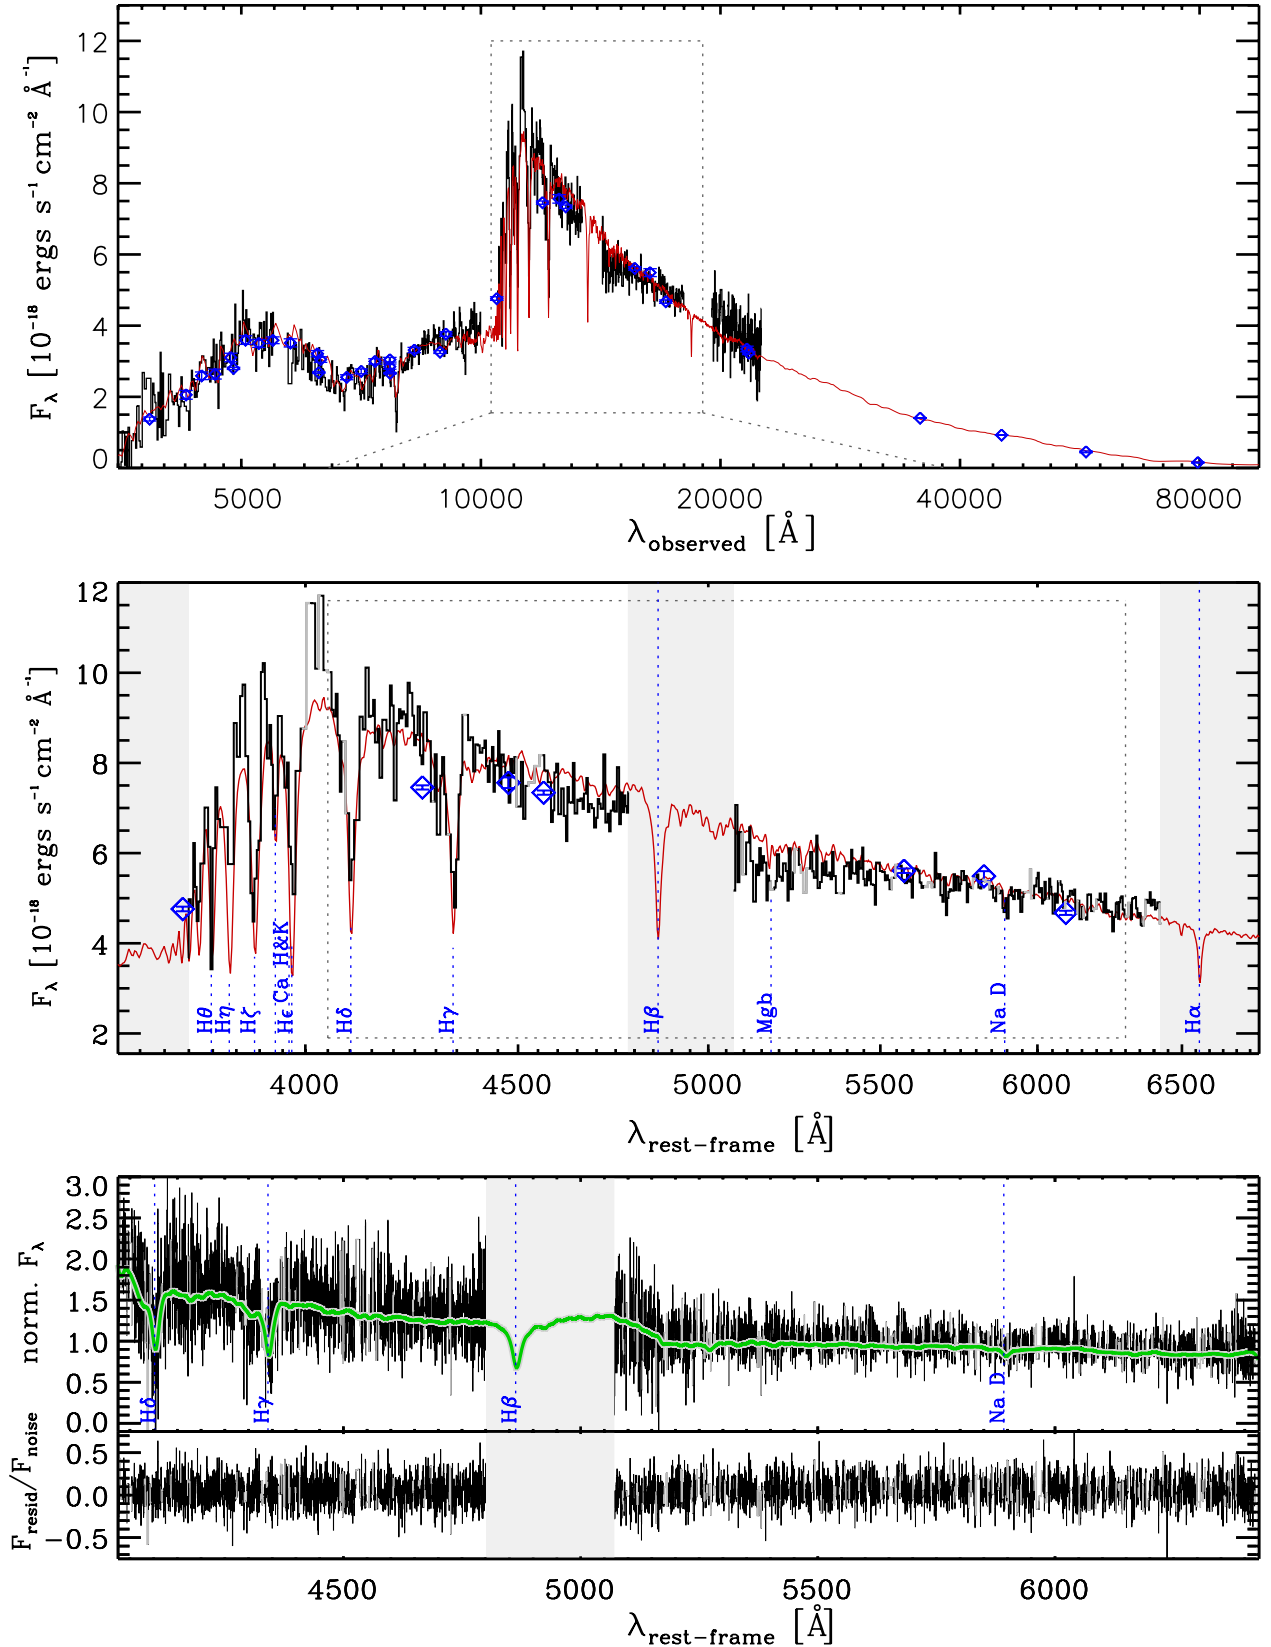 F_λ [10⁻¹⁸ ergs s⁻¹ cm⁻² Å⁻¹]
12
10
8
6
4
2
0
5000 10000 20000 40000 80000
λ_observed [Å]
F_λ [10⁻¹⁸ ergs s⁻¹ cm⁻² Å⁻¹]
12
10
8
6
4
2
Hθ Hη Hζ Hϵ Ca H&K Hδ Hγ Hβ Mgb Na D Hα
4000 4500 5000 5500 6000 6500
λ_rest-frame [Å]
norm. F_λ
3.0
2.5
2.0
1.5
1.0
0.5
0.0
Hδ Hγ Hβ Na D
F_resid/F_noise
0.5
0.0
−0.5
4500 5000 5500 6000
λ_rest-frame [Å]